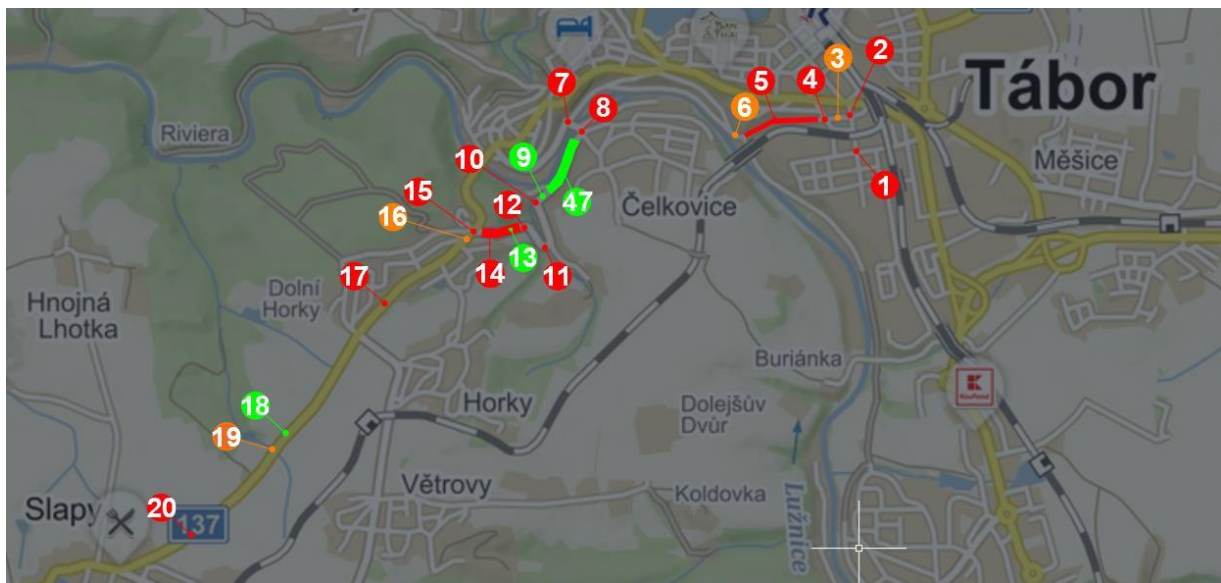 Tábor
3
2
7
5
4
8
6
Riviera
10
9
Měšice
1
15
12
47
Čelkovice
16
13
14
11
17
Dolní
Horky
Hnojná
Lhotka
Buriánka
Kaufland
18
Horky
Dolejšův
Dvůr
19
Větrovy
Koldovka
Slapy
20
137
Lužnice